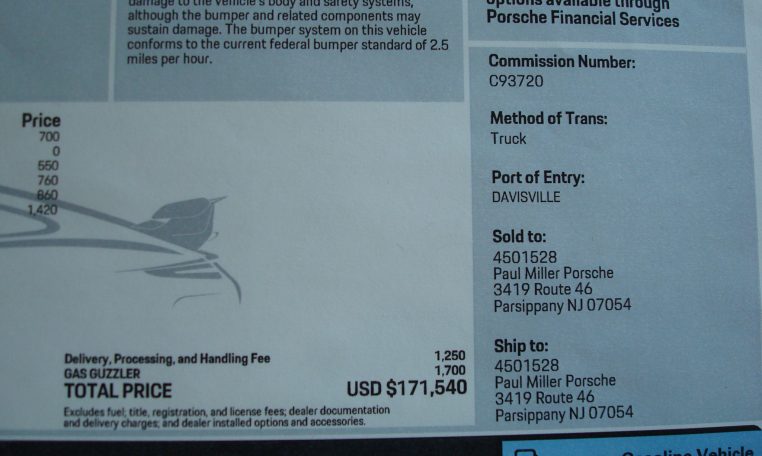 damage to the vehicle's body and safety systems,
although the bumper and related components may
sustain damage. The bumper system on this vehicle
conforms to the current federal bumper standard of 2.5
miles per hour.
options available through
Porsche Financial Services
Commission Number:
C93720
Method of Trans:
Truck
Port of Entry:
DAVISVILLE
Sold to:
4501528
Paul Miller Porsche
3419 Route 46
Parsippany NJ 07054
Ship to:
4501528
Paul Miller Porsche
3419 Route 46
Parsippany NJ 07054
Price
700
0
550
760
860
1,420
Delivery, Processing, and Handling Fee 1,250
GAS GUZZLER 1,700
TOTAL PRICE USD $171,540
Excludes fuel, title, registration, and license fees, dealer documentation
and delivery charges, and dealer installed options and accessories.
Gasoline Vehicle